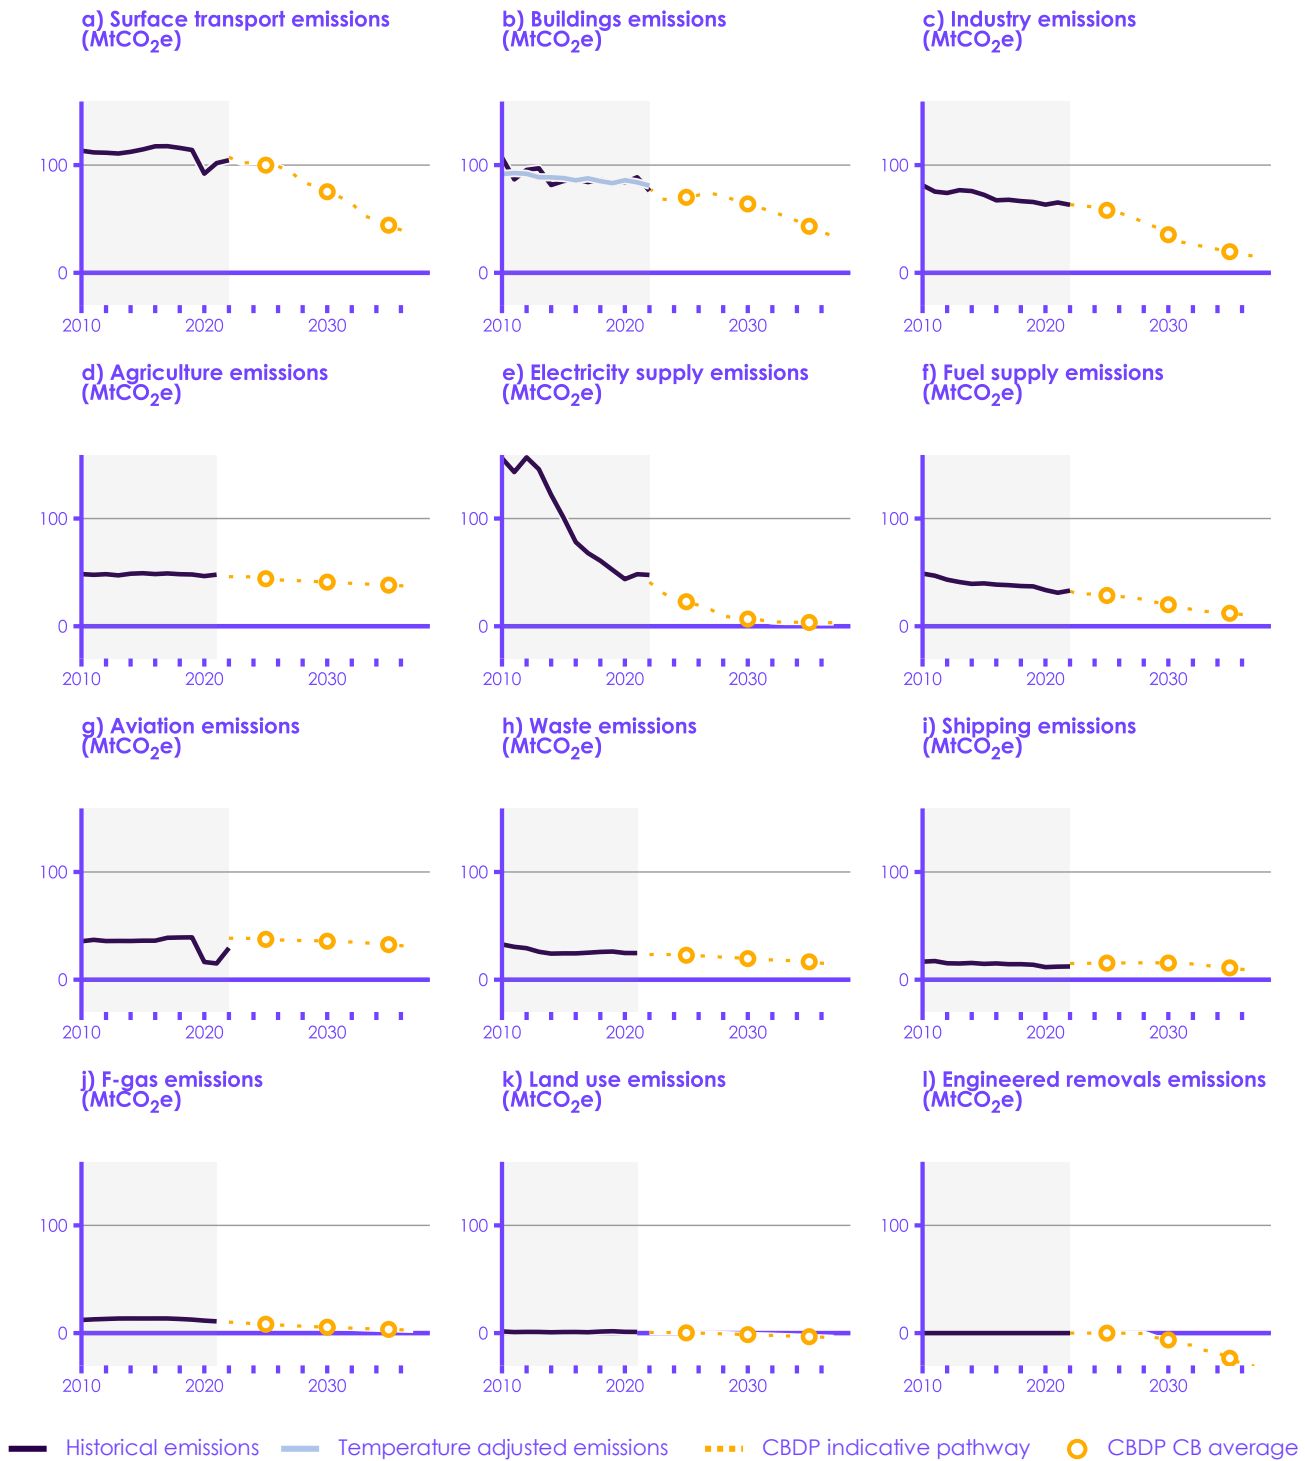 a) Surface transport emissions
(MtCO2e)
b) Buildings emissions
(MtCO2e)
c) Industry emissions
(MtCO2e)
100
0
2010 2020 2030
100
0
2010 2020 2030
100
0
2010 2020 2030
d) Agriculture emissions
(MtCO2e)
e) Electricity supply emissions
(MtCO2e)
f) Fuel supply emissions
(MtCO2e)
100
0
2010 2020 2030
100
0
2010 2020 2030
100
0
2010 2020 2030
g) Aviation emissions
(MtCO2e)
h) Waste emissions
(MtCO2e)
i) Shipping emissions
(MtCO2e)
100
0
2010 2020 2030
100
0
2010 2020 2030
100
0
2010 2020 2030
j) F-gas emissions
(MtCO2e)
k) Land use emissions
(MtCO2e)
l) Engineered removals emissions
(MtCO2e)
100
0
2010 2020 2030
100
0
2010 2020 2030
100
0
2010 2020 2030
Historical emissions
Temperature adjusted emissions
CBDP indicative pathway
CBDP CB average